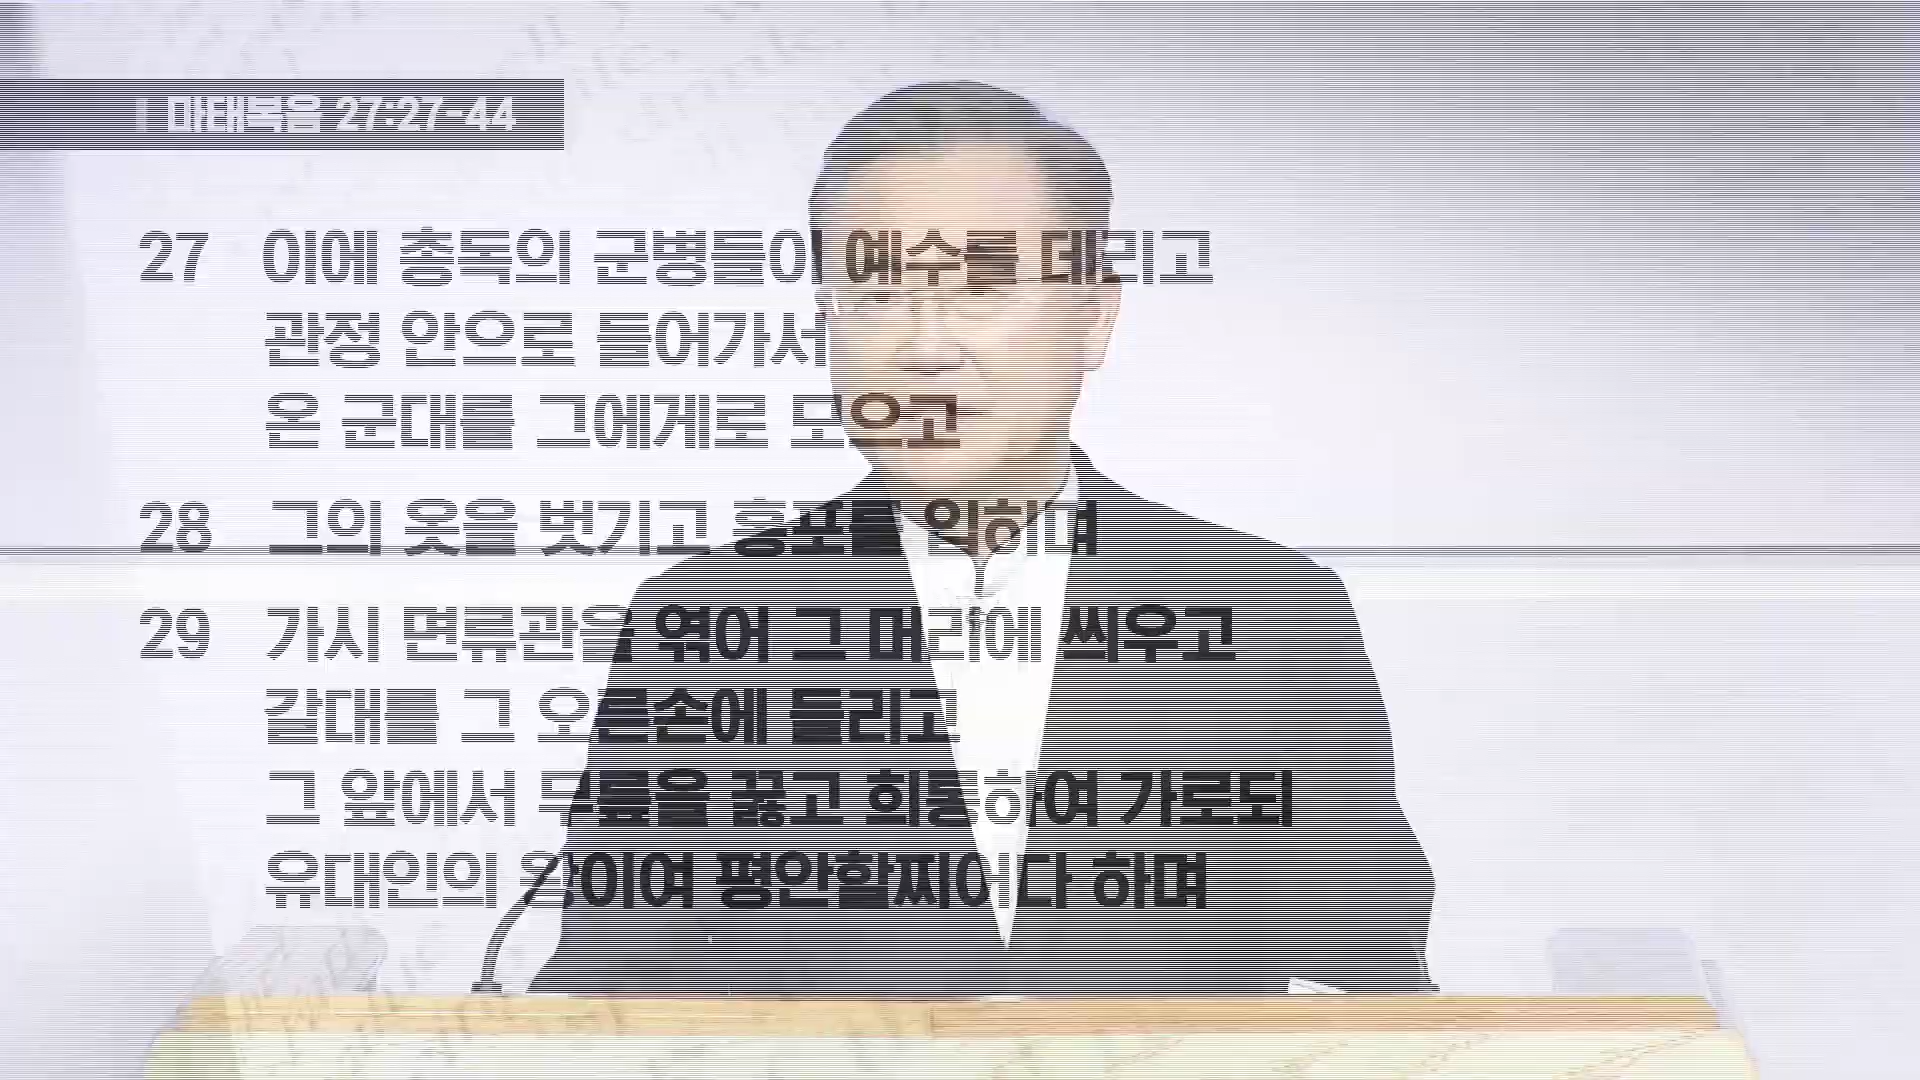 마태복음 27:27-44
27 이에 총독의 군병들이 예수를 데리고
관정 안으로 들어가서
온 군대를 그에게로 모으고
28 그의 옷을 벗기고 홍포를 입히며
29 가시 면류관을 엮어 그 머리에 씌우고
갈대를 그 오른손에 들리고
그 앞에서 무릎을 꿇고 희롱하여 가로되
유대인의 왕이여 평안할찌어다 하며